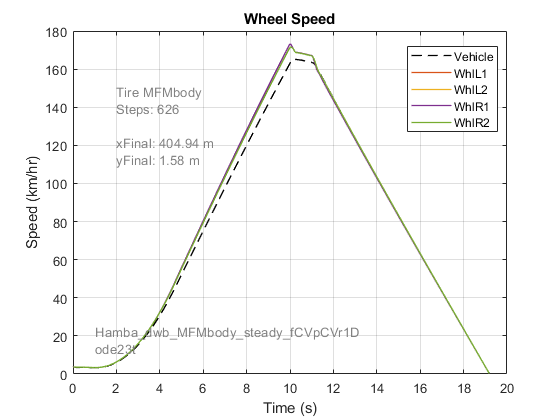 Wheel Speed
180
160
140
120
100
80
60
40
20
0
Speed (km/hr)
Tire MFMbody
Steps: 626
xFinal: 404.94 m
yFinal: 1.58 m
Vehicle
WhlL1
WhlL2
WhlR1
WhlR2
ode23t
0 2 4 6 8 10 12 14 16 18 20
Time (s)